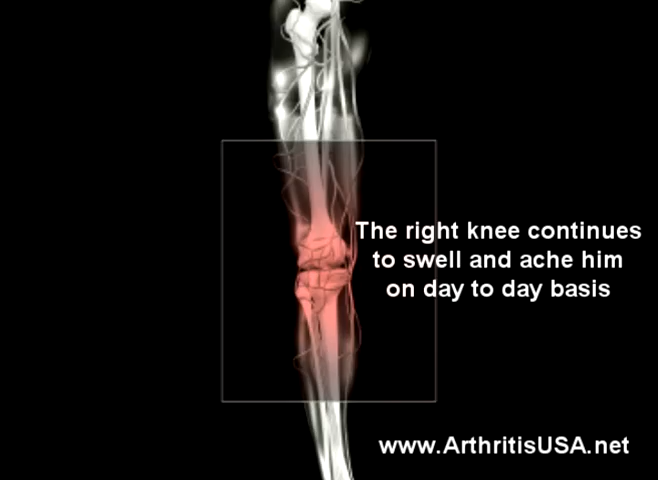 The right knee continues
to swell and ache him
on day to day basis
www.ArthritisUSA.net